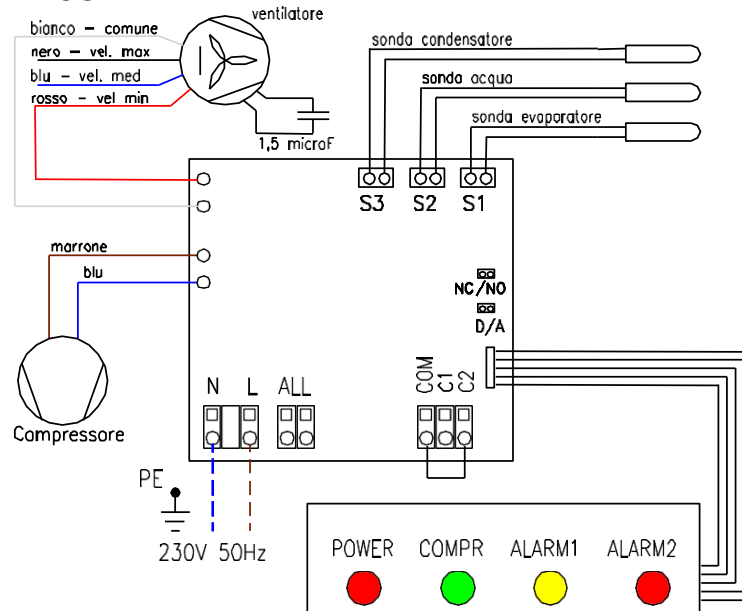 ventilatore
bianco – comune
nero – vel. max
blu – vel. med
rosso – vel min
1,5 microF
sonda condensatore
sonda acqua
sonda evaporatore
S3 S2 S1
marrone
blu
NC/NO
D/A
Compressore
N L ALL
COM C1 C2
PE
230V 50Hz
POWER COMPR ALARM1 ALARM2